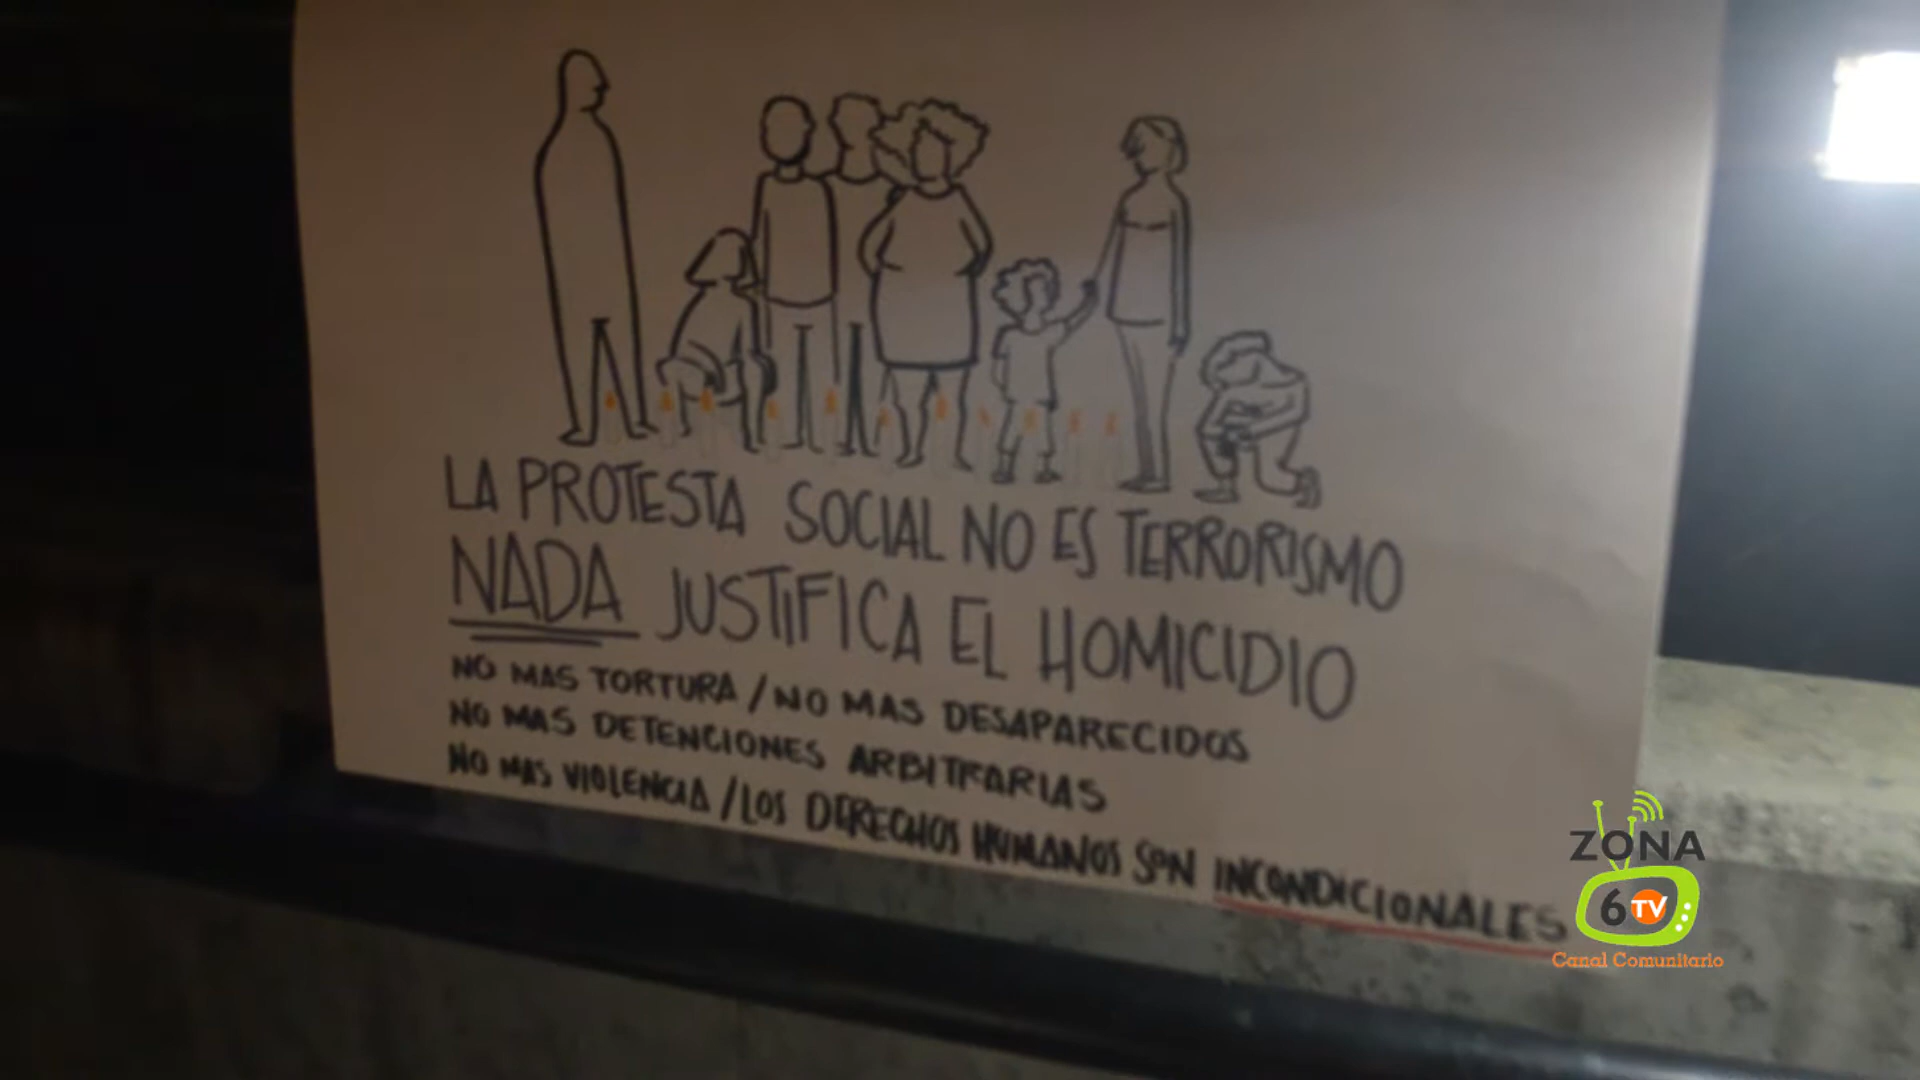 LA PROTESTA SOCIAL NO ES TERRORISMO
NADA JUSTIFICA EL HOMICIDIO
NO MAS TORTURA / NO MAS DESAPARECIDOS
NO MAS DETENCIONES ARBITRARIAS
NO MAS VIOLENCIA / LOS DERECHOS HUMANOS SON INCONDICIONALES
ZONA
6 TV
Canal Comunitario